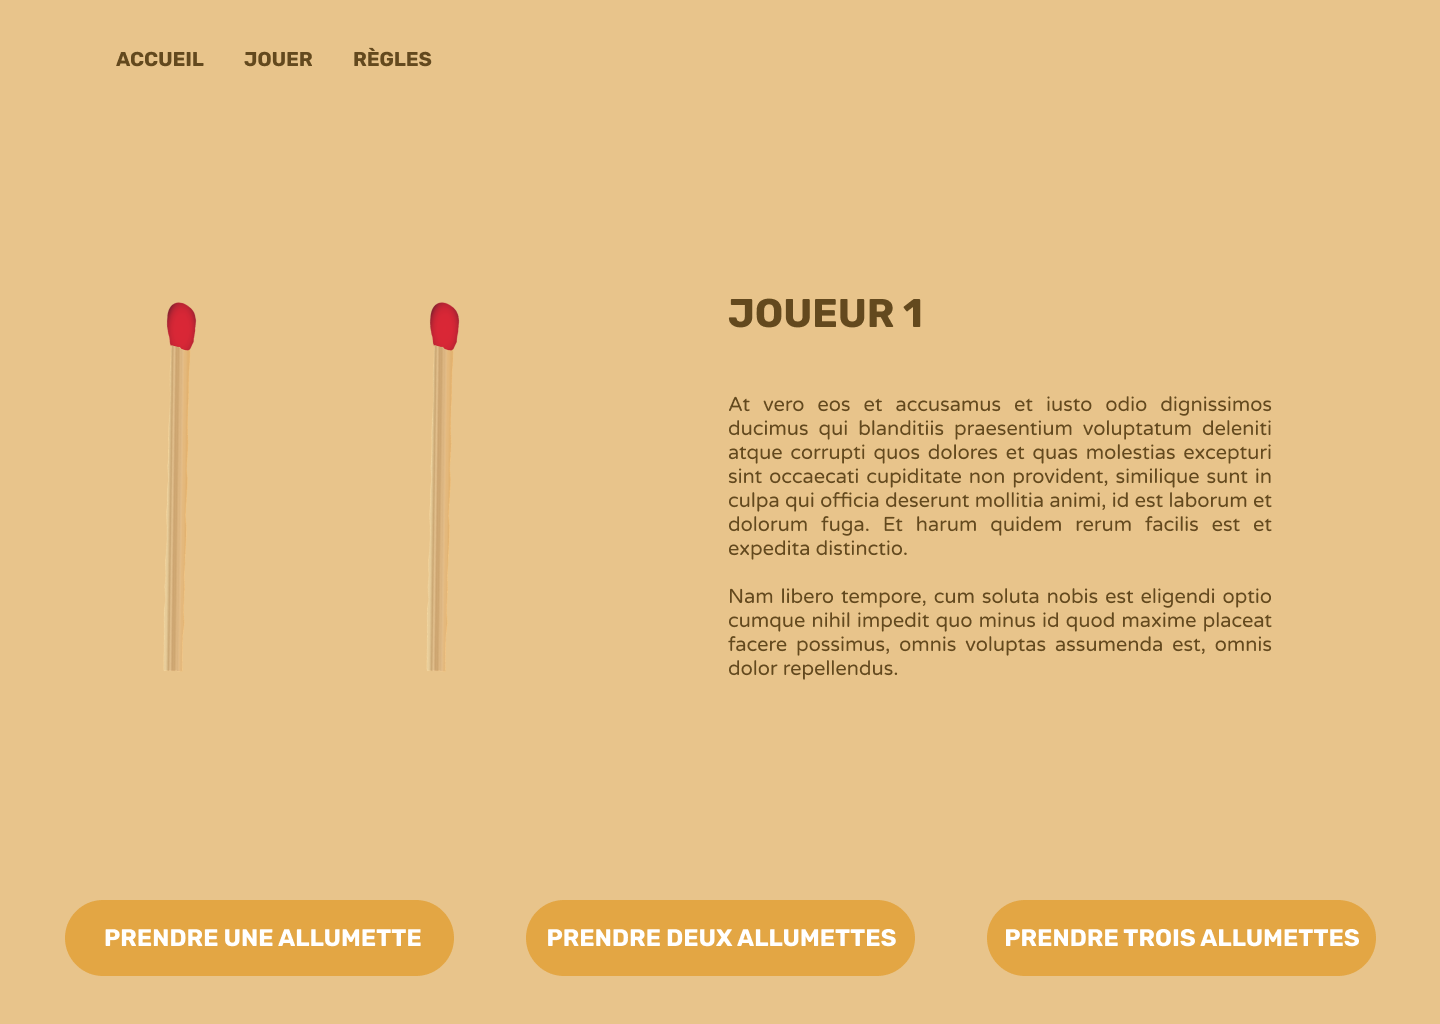 ACCUEIL JOUER RÈGLES
JOUEUR 1
At vero eos et accusamus et iusto odio dignissimos
ducimus qui blanditiis praesentium voluptatum deleniti
atque corrupti quos dolores et quas molestias excepturi
sint occaecati cupiditate non provident, similique sunt in
culpa qui officia deserunt mollitia animi, id est laborum et
dolorum fuga. Et harum quidem rerum facilis est et
expedita distinctio.
Nam libero tempore, cum soluta nobis est eligendi optio
cumque nihil impedit quo minus id quod maxime placeat
facere possimus, omnis voluptas assumenda est, omnis
dolor repellendus.
PRENDRE UNE ALLUMETTE
PRENDRE DEUX ALLUMETTES
PRENDRE TROIS ALLUMETTES